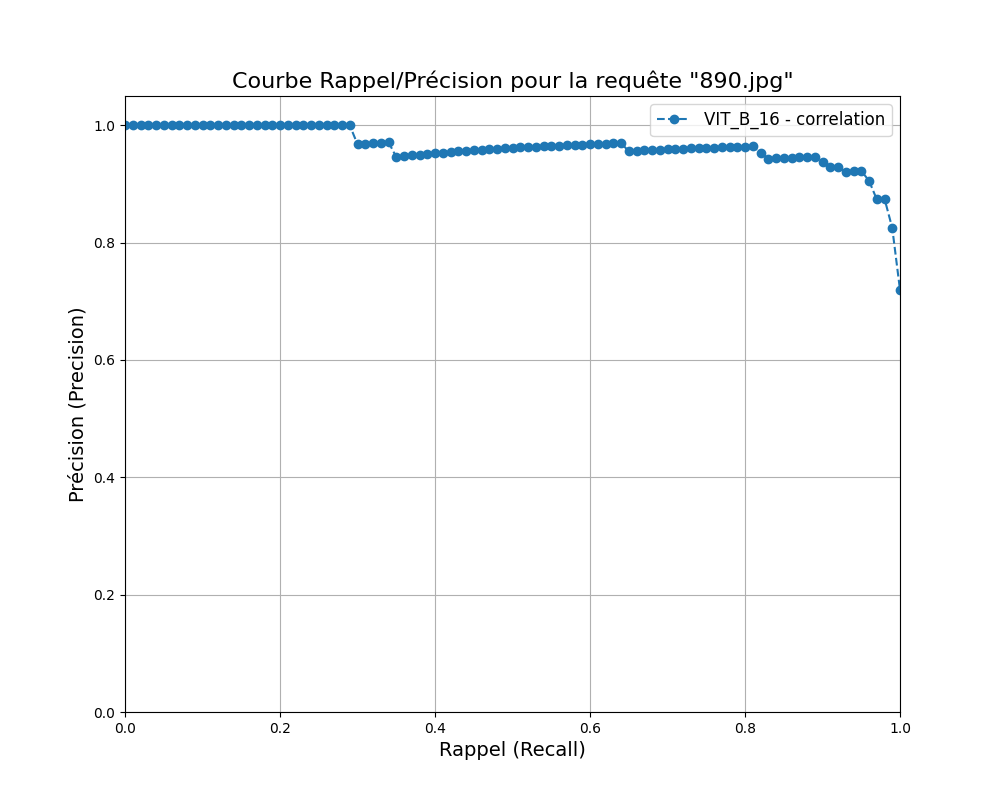 Courbe Rappel/Précision pour la requête "890.jpg"
VIT_B_16 - correlation
1.0
0.8
0.6
0.4
0.2
0.0
Précision (Precision)
0.0 0.2 0.4 0.6 0.8 1.0
Rappel (Recall)